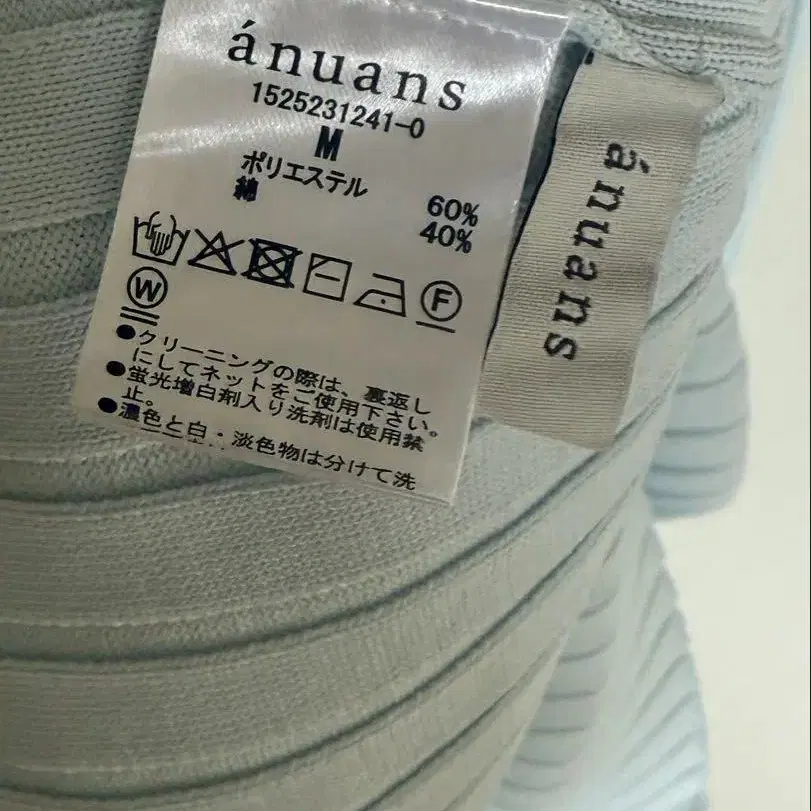 ánuans
1525231241-0
M
ポリエステル 60%
綿 40%
W F
●クリーニングの際は、裏返し
にしてネットをご使用下さい。
●蛍光増白剤入り洗剤は使用禁
止。
●濃色と白・淡色物は分けて洗
ánuans